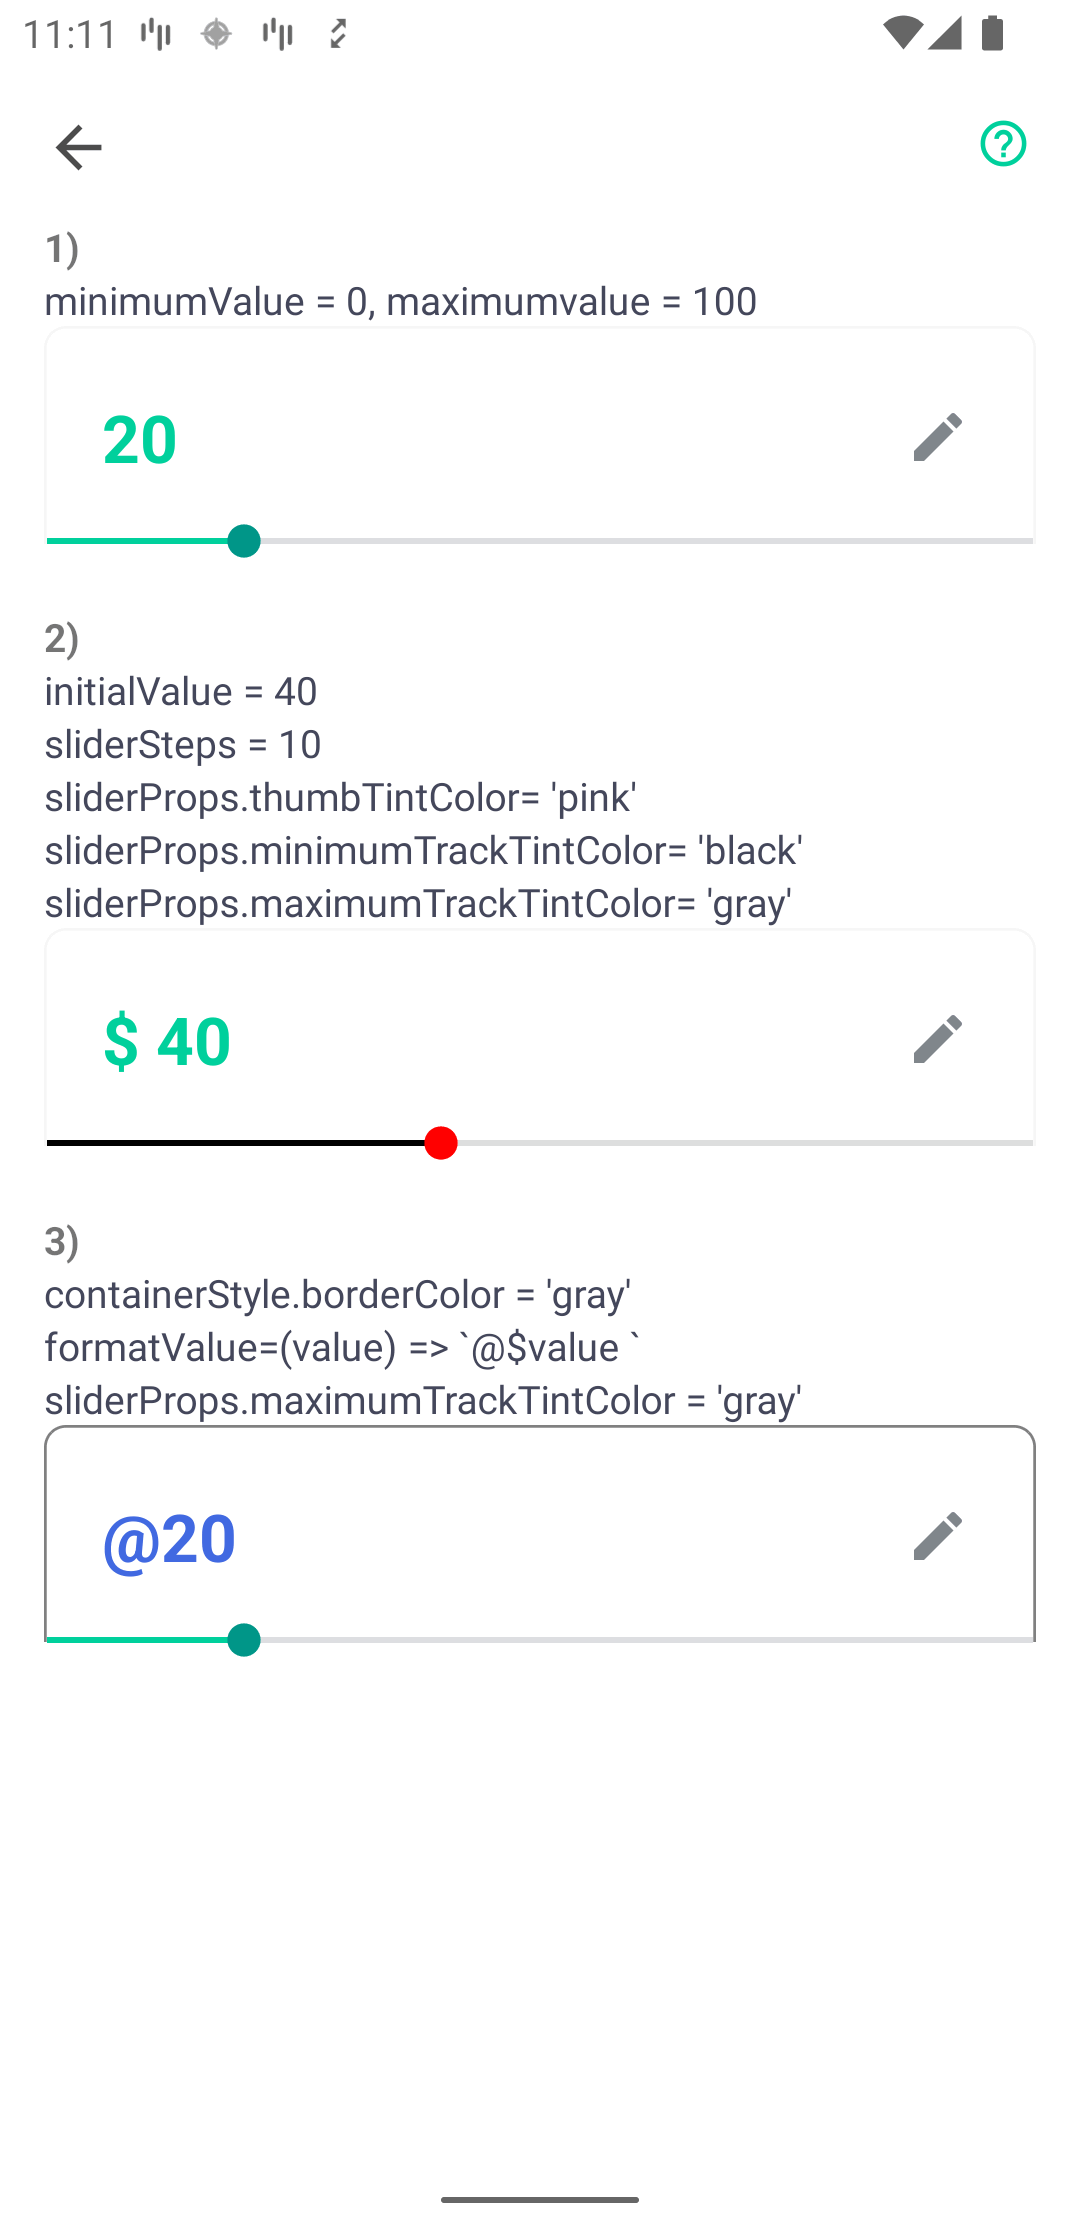 11:11
1)
minimumValue = 0, maximumvalue = 100
20
2)
initialValue = 40
sliderSteps = 10
sliderProps.thumbTintColor= 'pink'
sliderProps.minimumTrackTintColor= 'black'
sliderProps.maximumTrackTintColor= 'gray'
$ 40
3)
containerStyle.borderColor = 'gray'
formatValue=(value) => `@$value `
sliderProps.maximumTrackTintColor = 'gray'
@20